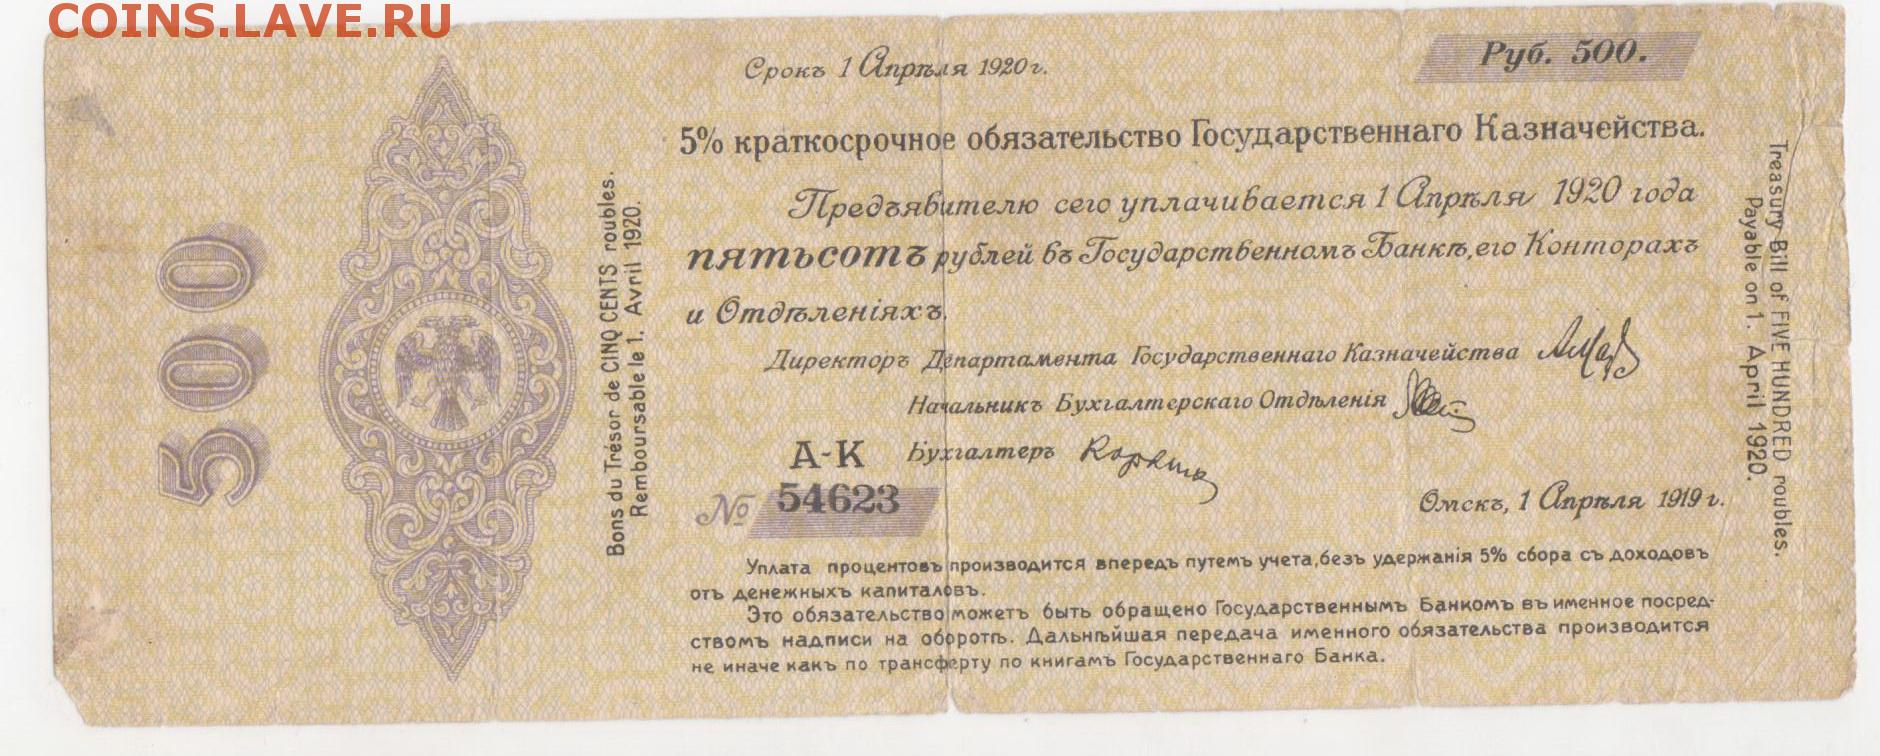 COINS.LAVE.RU
Срокъ 1 Апрѣля 1920 г.
Руб. 500.
5% краткосрочное обязательство Государственнаго Казначейства.
Предъявителю сего уплачивается 1 Апрѣля 1920 года
пятьсотъ рублей въ Государственномъ Банкѣ, его Конторахъ
и Отдѣленіяхъ.
Директоръ Департамента Государственнаго Казначейства
Начальникъ Бухгалтерскаго Отдѣленія
Бухгалтеръ
А-К
№ 54623
Омскъ, 1 Апрѣля 1919 г.
Уплата процентовъ производится впередъ путемъ учета, безъ удержанія 5% сбора съ доходовъ
отъ денежныхъ капиталовъ.
Это обязательство можетъ быть обращено Государственнымъ Банкомъ въ именное посред-
ствомъ надписи на оборотѣ. Дальнѣйшая передача именного обязательства производится
не иначе какъ по трансферту по книгамъ Государственнаго Банка.
500
Bons du Trésor de CINQ CENTS roubles.
Remboursable le 1. Avril 1920.
Treasury Bill of FIVE HUNDRED roubles.
Payable on 1. April 1920.